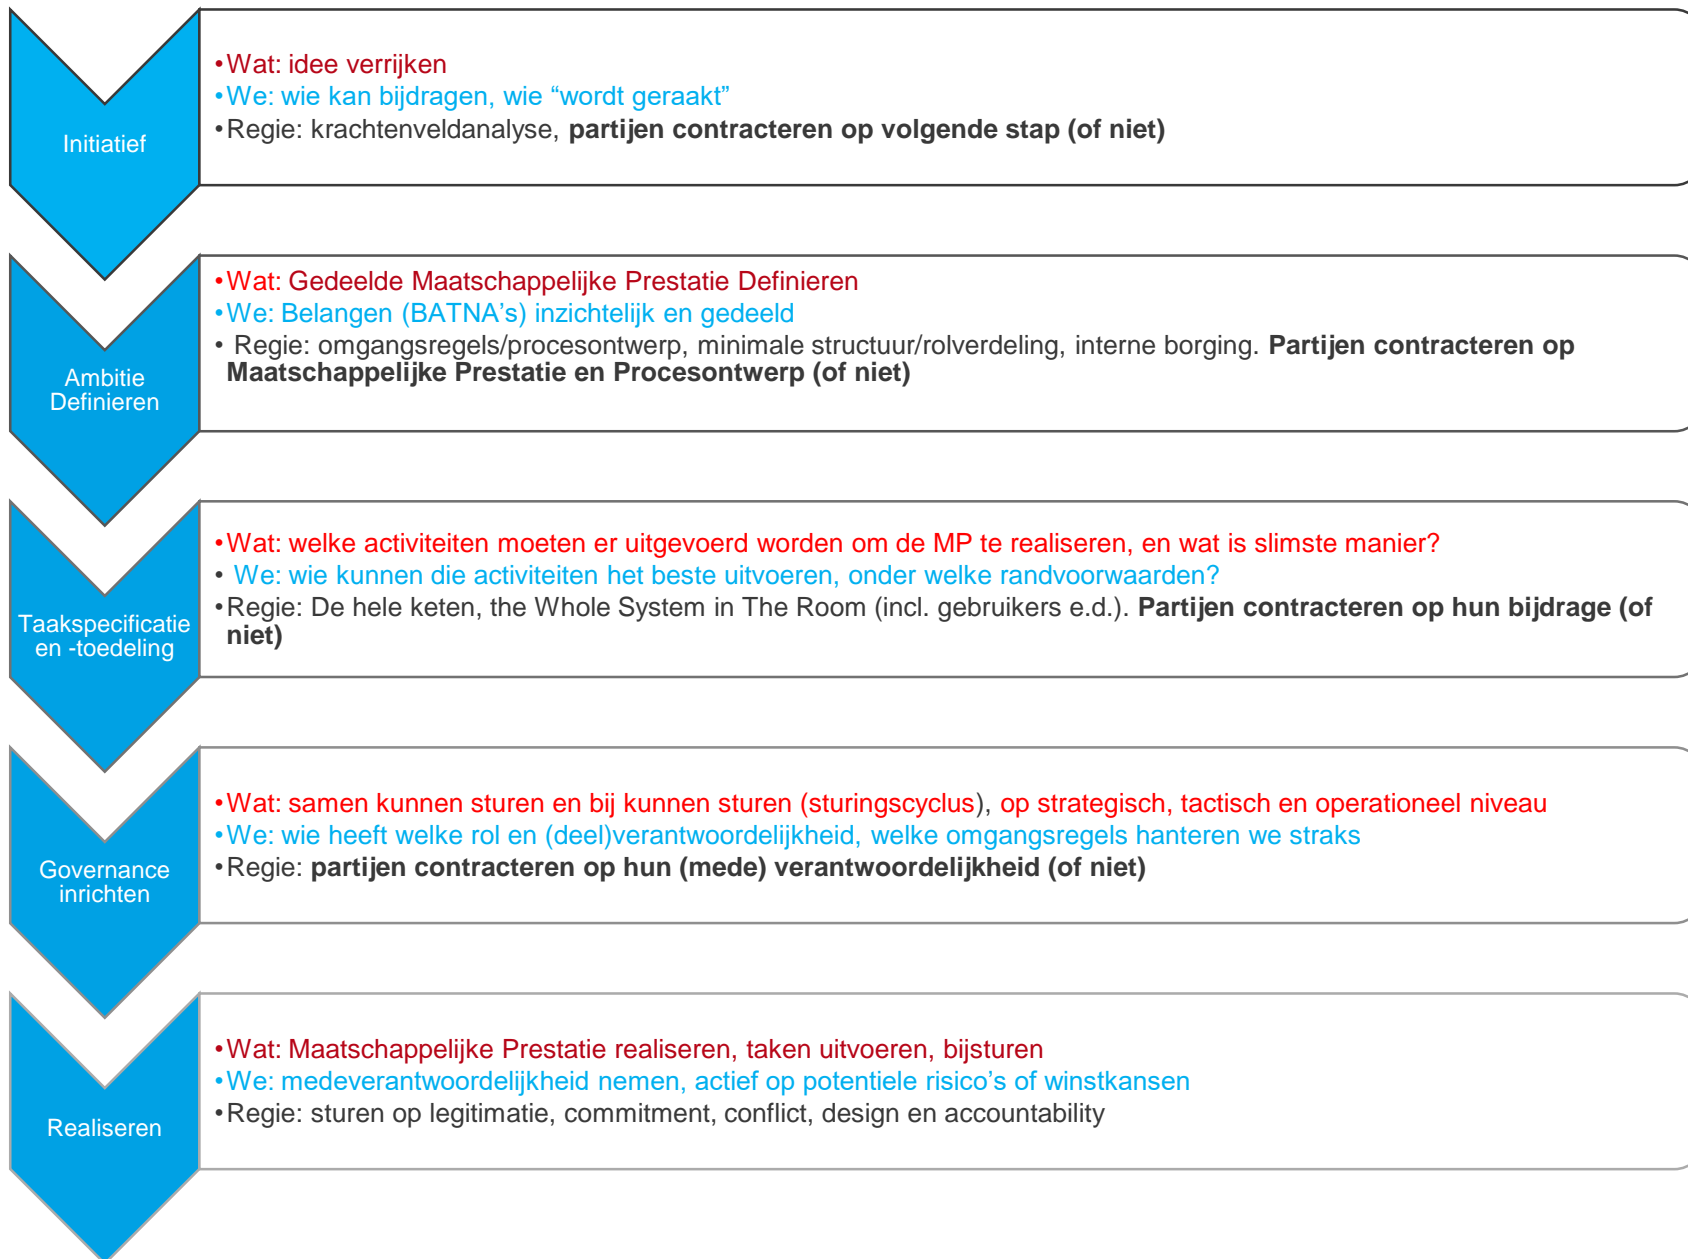 Initiatief
•Wat: idee verrijken
•We: wie kan bijdragen, wie “wordt geraakt”
•Regie: krachtenveldanalyse, partijen contracteren op volgende stap (of niet)
Ambitie
Definieren
•Wat: Gedeelde Maatschappelijke Prestatie Definieren
•We: Belangen (BATNA’s) inzichtelijk en gedeeld
• Regie: omgangsregels/procesontwerp, minimale structuur/rolverdeling, interne borging. Partijen contracteren op
Maatschappelijke Prestatie en Procesontwerp (of niet)
Taakspecificatie
en -toedeling
•Wat: welke activiteiten moeten er uitgevoerd worden om de MP te realiseren, en wat is slimste manier?
• We: wie kunnen die activiteiten het beste uitvoeren, onder welke randvoorwaarden?
•Regie: De hele keten, the Whole System in The Room (incl. gebruikers e.d.). Partijen contracteren op hun bijdrage (of
niet)
Governance
inrichten
•Wat: samen kunnen sturen en bij kunnen sturen (sturingscyclus), op strategisch, tactisch en operationeel niveau
•We: wie heeft welke rol en (deel)verantwoordelijkheid, welke omgangsregels hanteren we straks
•Regie: partijen contracteren op hun (mede) verantwoordelijkheid (of niet)
Realiseren
•Wat: Maatschappelijke Prestatie realiseren, taken uitvoeren, bijsturen
•We: medeverantwoordelijkheid nemen, actief op potentiele risico’s of winstkansen
•Regie: sturen op legitimatie, commitment, conflict, design en accountability